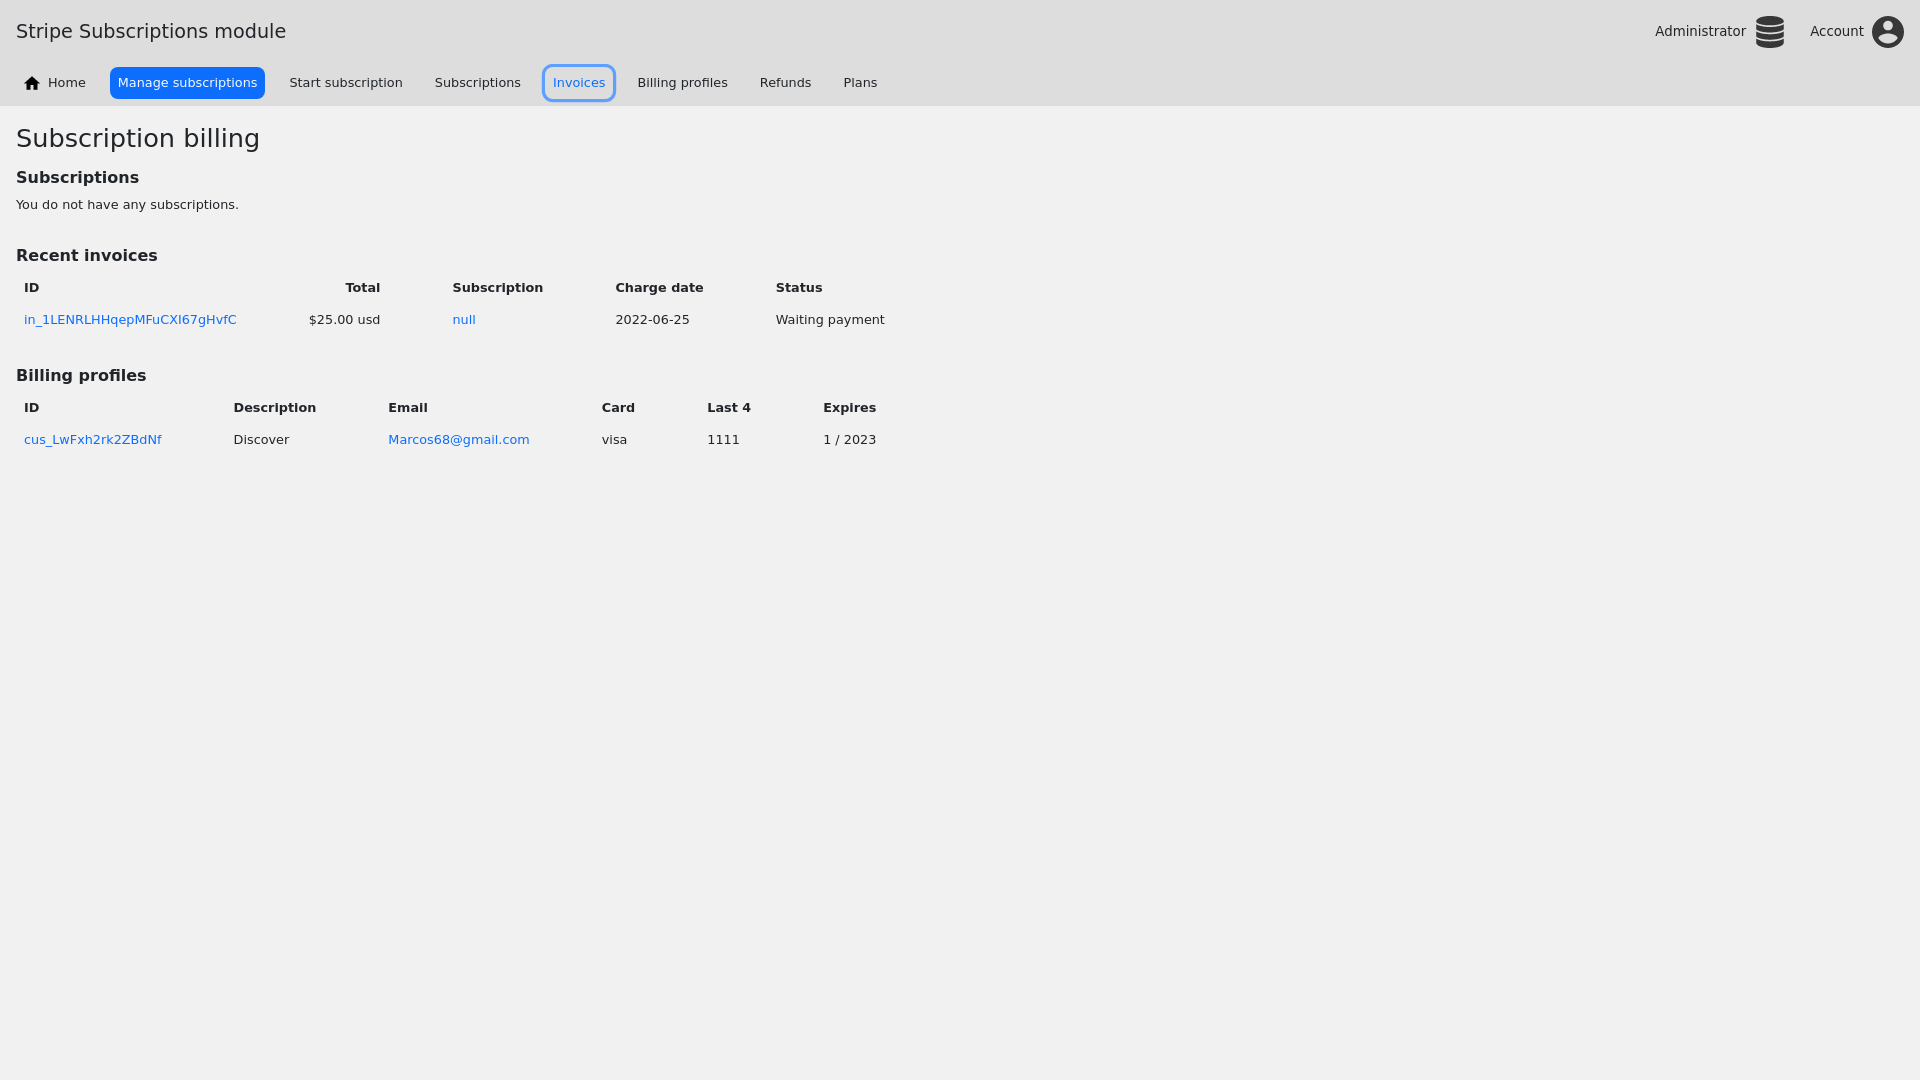 Stripe Subscriptions module
Administrator
Account
Home Manage subscriptions Start subscription Subscriptions Invoices Billing profiles Refunds Plans
Subscription billing
Subscriptions
You do not have any subscriptions.
Recent invoices
ID Total Subscription Charge date Status
in_1LENRLHHqepMFuCXI67gHvfC $25.00 usd null 2022-06-25 Waiting payment
Billing profiles
ID Description Email Card Last 4 Expires
cus_LwFxh2rk2ZBdNf Discover Marcos68@gmail.com visa 1111 1 / 2023